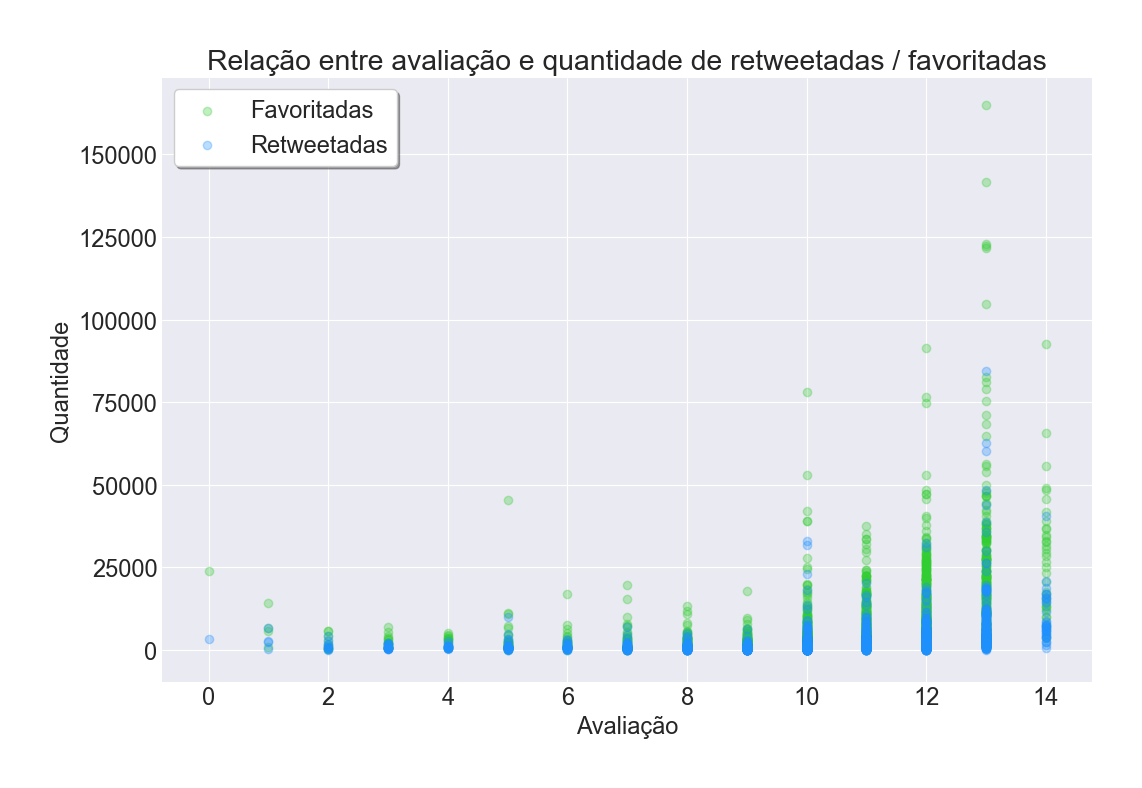 Relação entre avaliação e quantidade de retweetadas / favoritadas
Favoritadas
Retweetadas
150000
125000
100000
75000
50000
25000
0
Quantidade
0 2 4 6 8 10 12 14
Avaliação